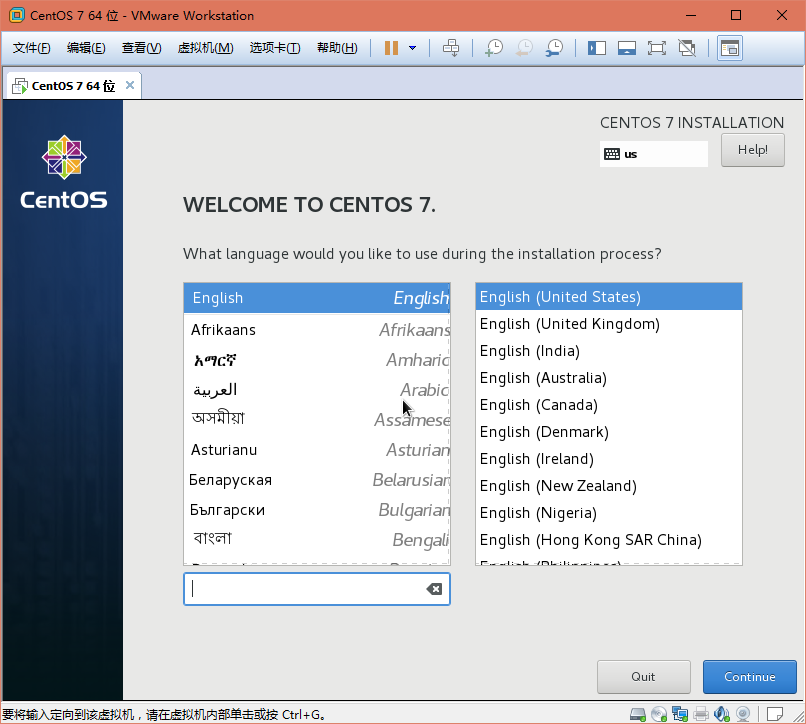 CentOS 7 64 位 - VMware Workstation
文件(F) 编辑(E) 查看(V) 虚拟机(M) 选项卡(T) 帮助(H)
CentOS 7 64 位
CentOS
CENTOS 7 INSTALLATION
us
Help!
WELCOME TO CENTOS 7.
What language would you like to use during the installation process?
English English
Afrikaans Afrikaans
አማርኛ Amharic
العربية Arabic
অসমীয়া Assamese
Asturianu Asturian
Беларуская Belarusian
Български Bulgarian
বাংলা Bengali
English (United States)
English (United Kingdom)
English (India)
English (Australia)
English (Canada)
English (Denmark)
English (Ireland)
English (New Zealand)
English (Nigeria)
English (Hong Kong SAR China)
English (Philippines)
Quit
Continue
要将输入定向到该虚拟机，请在虚拟机内部单击或按 Ctrl+G。